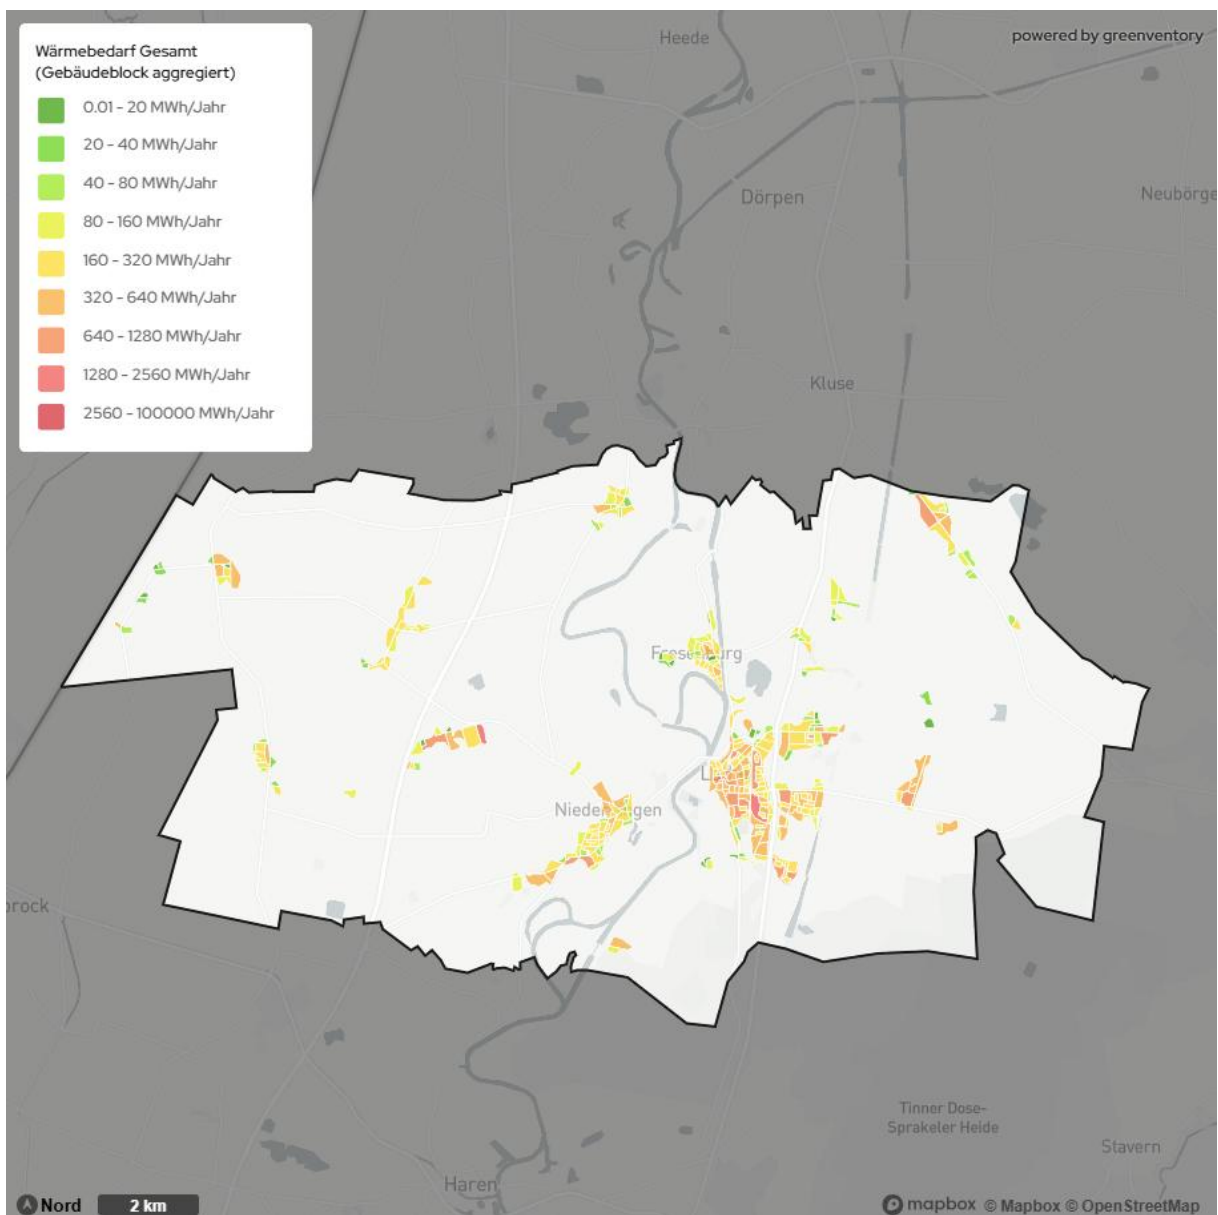 Wärmebedarf Gesamt
(Gebäudeblock aggregiert)
0.01 - 20 MWh/Jahr
20 - 40 MWh/Jahr
40 - 80 MWh/Jahr
80 - 160 MWh/Jahr
160 - 320 MWh/Jahr
320 - 640 MWh/Jahr
640 - 1280 MWh/Jahr
1280 - 2560 MWh/Jahr
2560 - 100000 MWh/Jahr
powered by greenventory
Heede
Dörpen
Neubörge
Kluse
Tinner Dose-
Sprakeler Heide
Stavern
Haren
Nord
2 km
mapbox © Mapbox © OpenStreetMap